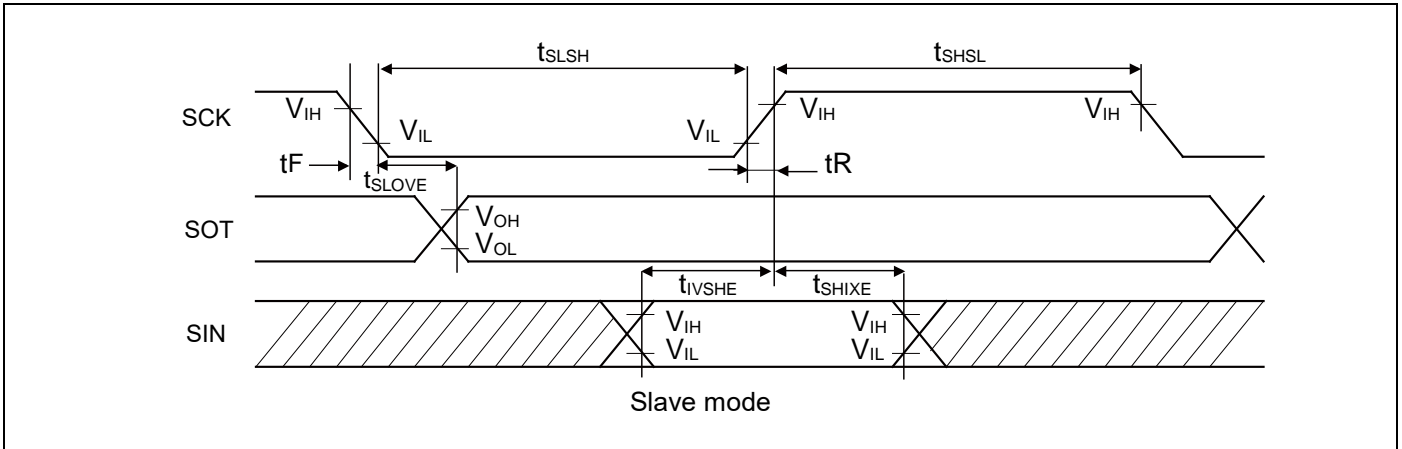 tSLSH tSHSL
SCK VIH VIL VIL VIH VIH
tF tSLOVE tR
SOT VOH
VOL
tIVSHE tSHIXE
SIN VIH VIH
VIL VIL
Slave mode